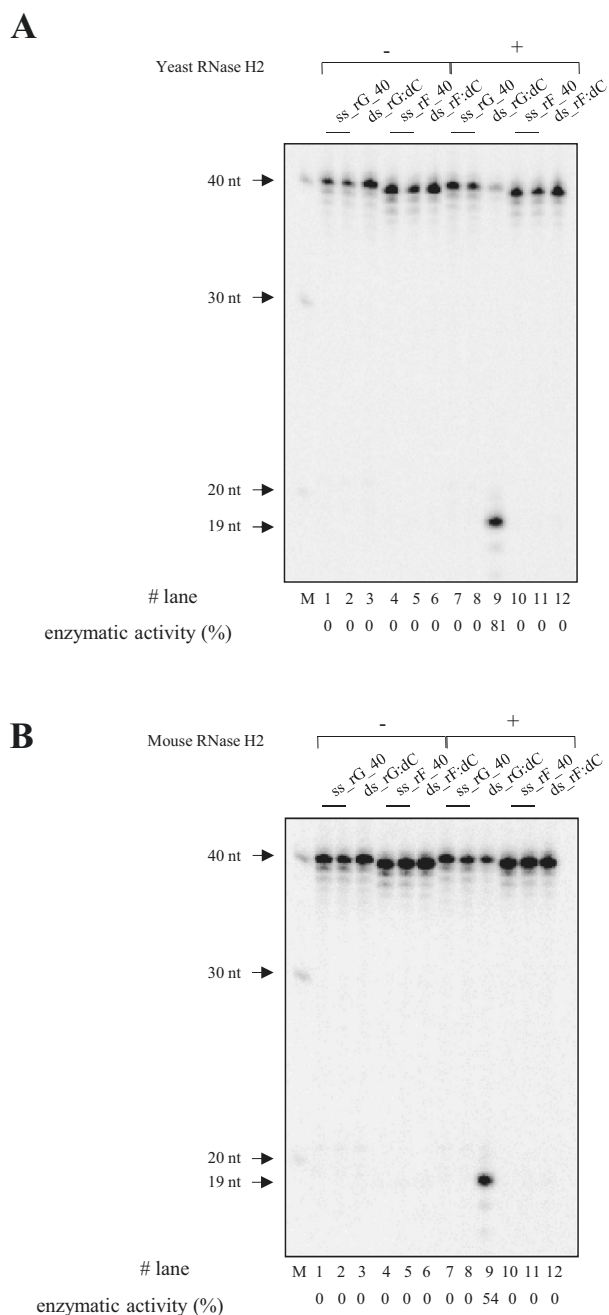 A
- +
Yeast RNase H2
ss_rG_40 ds_rG:dC ss_rF_40 ds_rF:dC ss_rG_40 ds_rG:dC ss_rF_40 ds_rF:dC
40 nt
30 nt
20 nt
19 nt
# lane M 1 2 3 4 5 6 7 8 9 10 11 12
enzymatic activity (%) 0 0 0 0 0 0 0 0 81 0 0 0
B
- +
Mouse RNase H2
ss_rG_40 ds_rG:dC ss_rF_40 ds_rF:dC ss_rG_40 ds_rG:dC ss_rF_40 ds_rF:dC
40 nt
30 nt
20 nt
19 nt
# lane M 1 2 3 4 5 6 7 8 9 10 11 12
enzymatic activity (%) 0 0 0 0 0 0 0 0 54 0 0 0